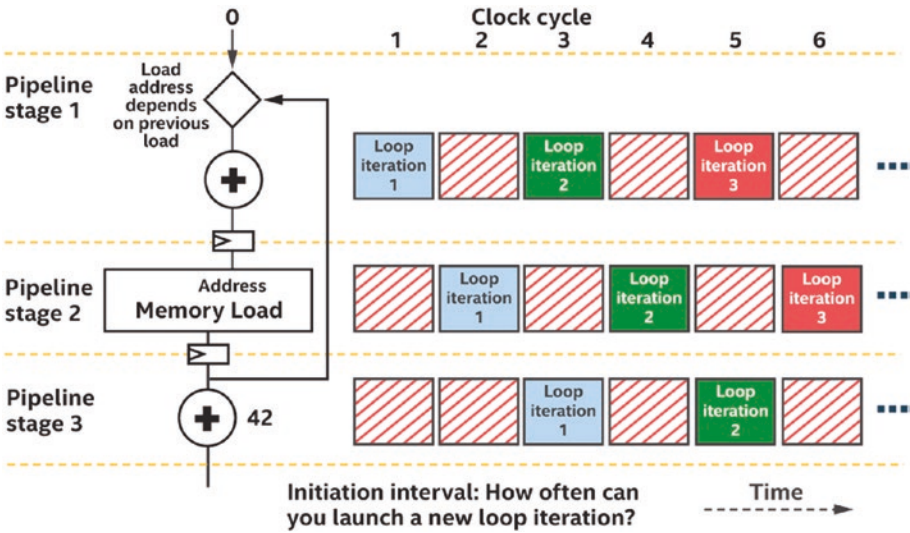 0
Clock cycle
1 2 3 4 5 6
Pipeline
stage 1
Load
address
depends
on previous
load
Loop
iteration
1
Loop
iteration
2
Loop
iteration
3
Pipeline
stage 2
Address
Memory Load
Loop
iteration
1
Loop
iteration
2
Loop
iteration
3
Pipeline
stage 3
42
Loop
iteration
1
Loop
iteration
2
Initiation interval: How often can
you launch a new loop iteration?
Time